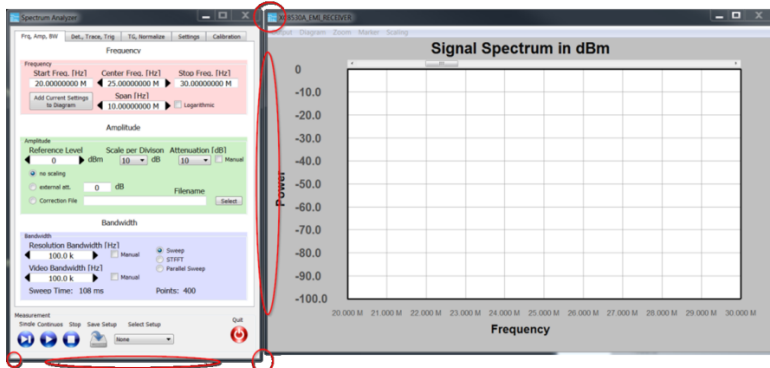 Spectrum Analyzer
Frq, Amp, BW Det., Trace, Trig TG, Normalize Settings Calibration
Frequency
Frequency
Start Freq. [Hz] Center Freq. [Hz] Stop Freq. [Hz]
20.00000000 M 25.00000000 M 30.00000000 M
Add Current Settings
to Diagram
Span [Hz]
10.00000000 M Logarithmic
Amplitude
Amplitude
Reference Level Scale per Divison Attenuation [dB]
0 dBm 10 dB 10 Manual
no scaling
external att. 0 dB
Filename
Correction File Select
Bandwidth
Bandwidth
Resolution Bandwidth [Hz]
100.0 k Manual
Sweep
STFFT
Parallel Sweep
Video Bandwidth [Hz]
100.0 k Manual
Sweep Time: 108 ms Points: 400
Measurement
Single Continuos Stop Save Setup Select Setup Quit
None
Output Diagram Zoom Marker Scaling
Signal Spectrum in dBm
0
-10.0
-20.0
-30.0
-40.0
-50.0
-60.0
-70.0
-80.0
-90.0
-100.0
Power
20.000 M 21.000 M 22.000 M 23.000 M 24.000 M 25.000 M 26.000 M 27.000 M 28.000 M 29.000 M 30.000 M
Frequency